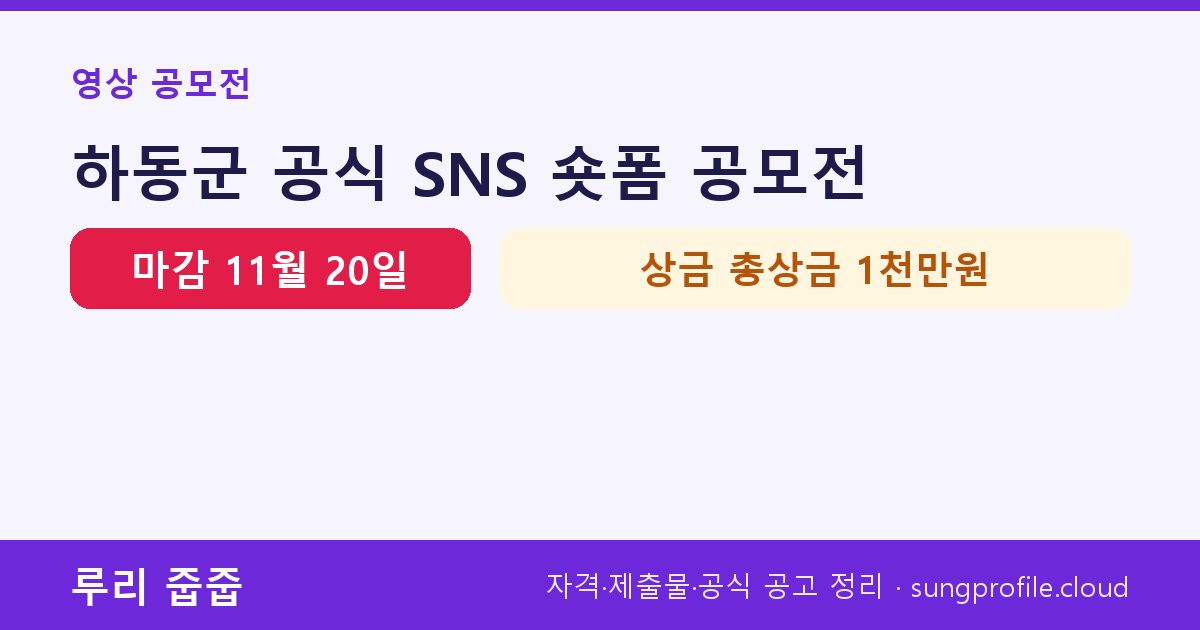 영상 공모전
하동군 공식 SNS 숏폼 공모전
마감 11월 20일
상금 총상금 1천만원
루리 줍줍
자격·제출물·공식 공고 정리 · sungprofile.cloud